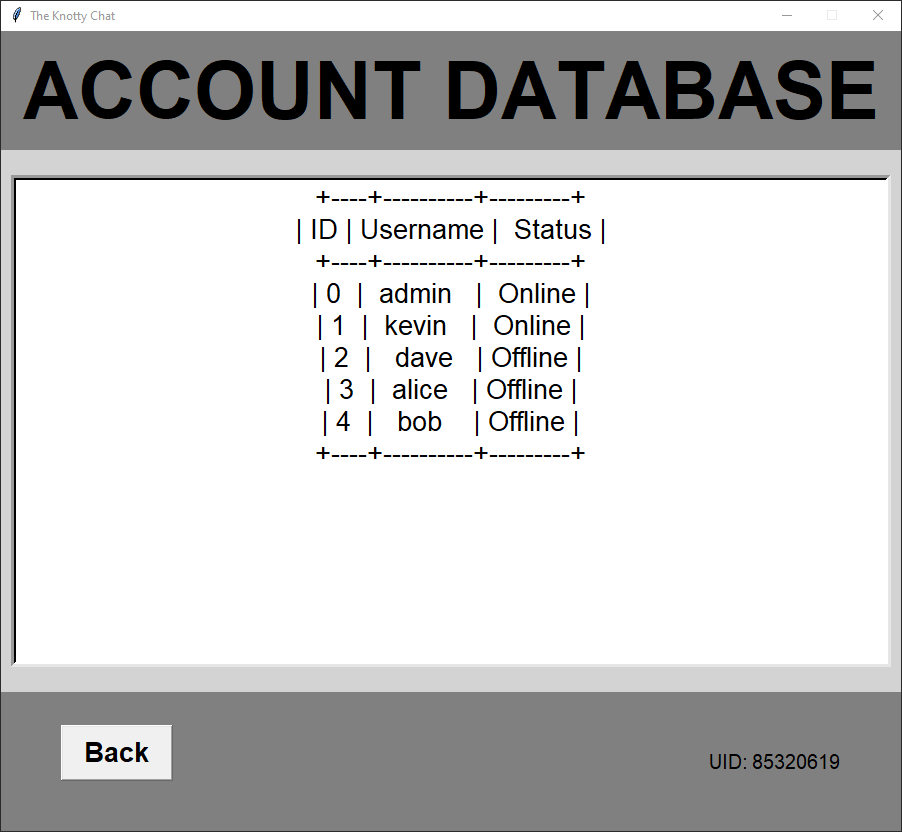 The Knotty Chat
ACCOUNT DATABASE
+----+----------+---------+
| ID | Username |  Status |
+----+----------+---------+
| 0  |  admin   |  Online |
| 1  |  kevin   |  Online |
| 2  |   dave   | Offline |
| 3  |  alice   | Offline |
| 4  |   bob    | Offline |
+----+----------+---------+
Back
UID: 85320619